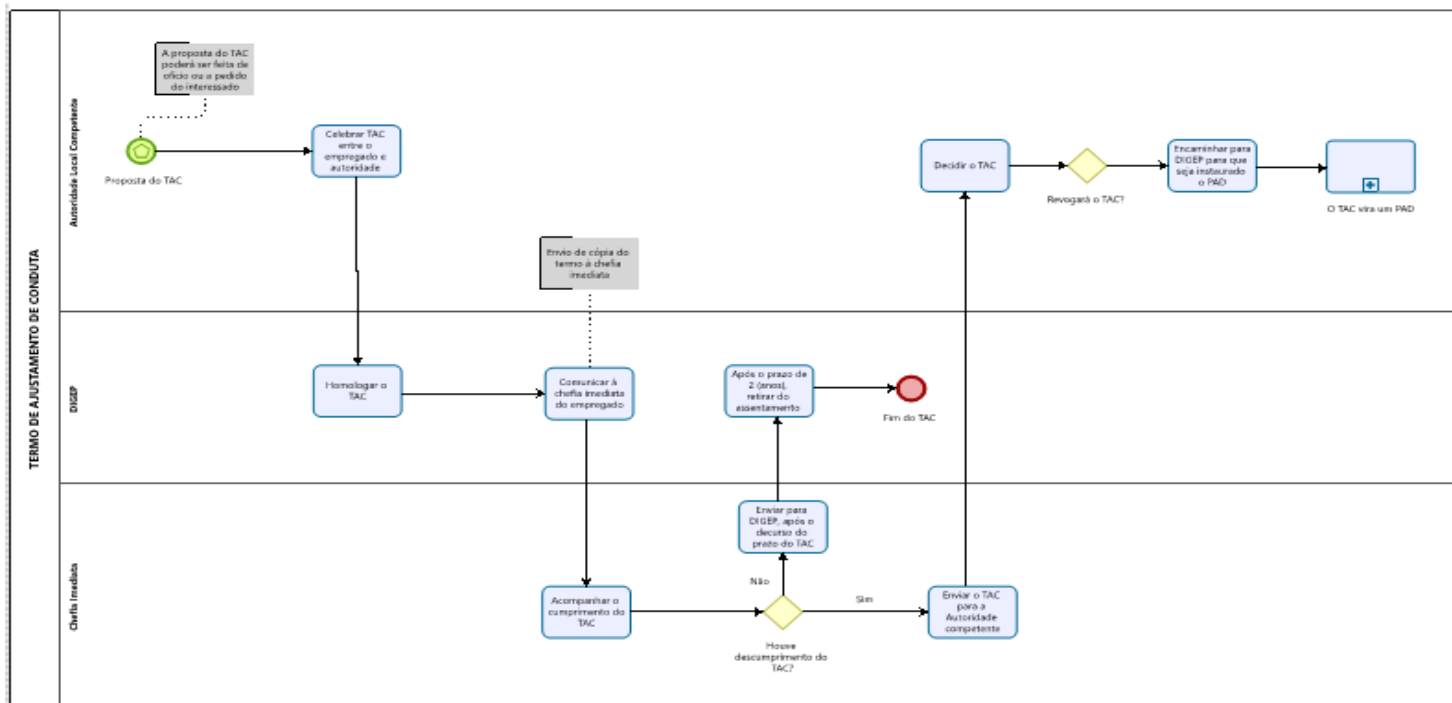 TERMO DE AJUSTAMENTO DE CONDUTA
Autoridade Local Competente
A proposta do TAC
poderá ser feita de
ofício ou a pedido
do interessado
Proposta do TAC
Celebrar TAC
entre o
empregado e
autoridade
Decidir o TAC
Revogará o TAC?
Encaminhar para
DIGEP para que
seja instaurado
o PAD
O TAC vira um PAD
Envio de cópia do
termo à chefia
imediata
DIGEP
Homologar o
TAC
Comunicar à
chefia imediata
do empregado
Após o prazo de
2 (anos),
retirar do
assentamento
Fim do TAC
Chefia Imediata
Enviar para
DIGEP, após o
decurso do
prazo do TAC
Não
Sim
Acompanhar o
cumprimento do
TAC
Houve
descumprimento do
TAC?
Enviar o TAC
para a
Autoridade
competente